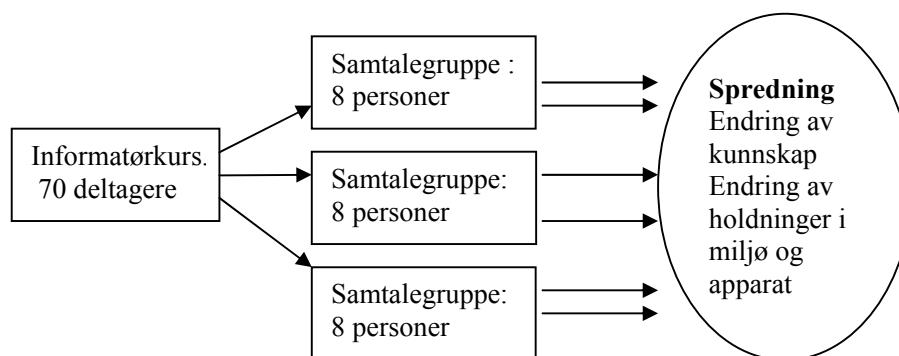 Informatørkurs.
70 deltagere
Samtalegruppe :
8 personer
Samtalegruppe:
8 personer
Samtalegruppe:
8 personer
Spredning
Endring av
kunnskap
Endring av
holdninger i
miljø og
apparat